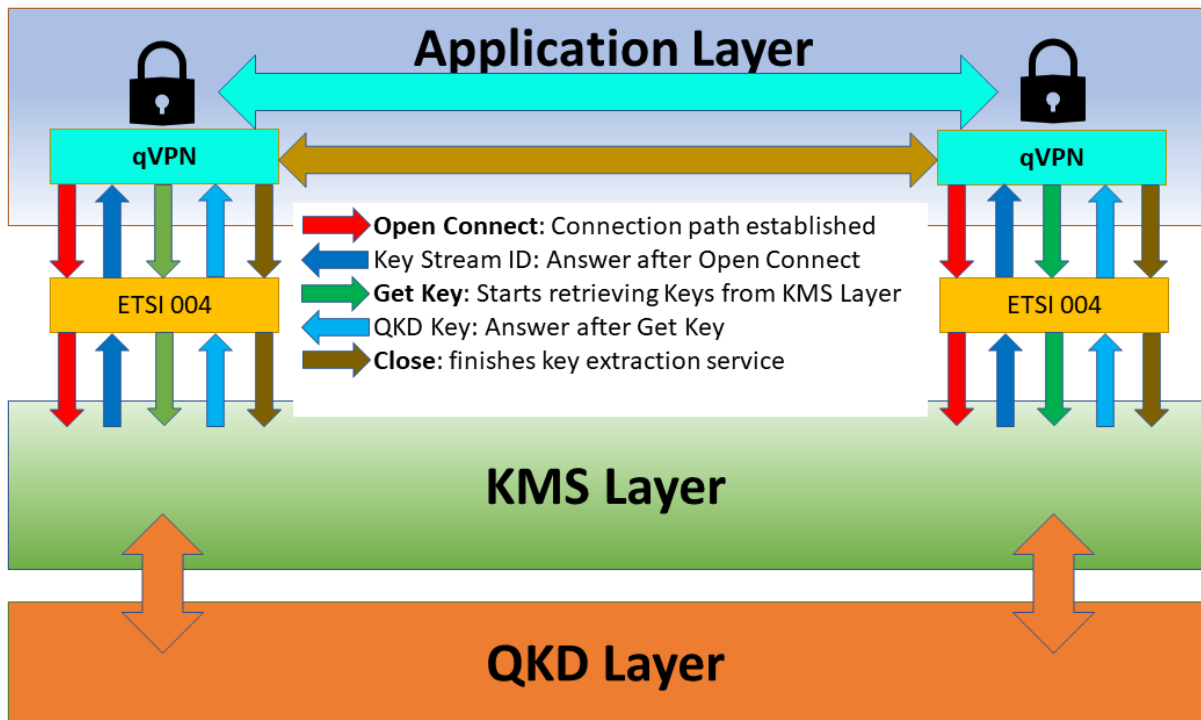 Application Layer
qVPN
qVPN
Open Connect: Connection path established
Key Stream ID: Answer after Open Connect
Get Key: Starts retrieving Keys from KMS Layer
QKD Key: Answer after Get Key
Close: finishes key extraction service
ETSI 004
ETSI 004
KMS Layer
QKD Layer